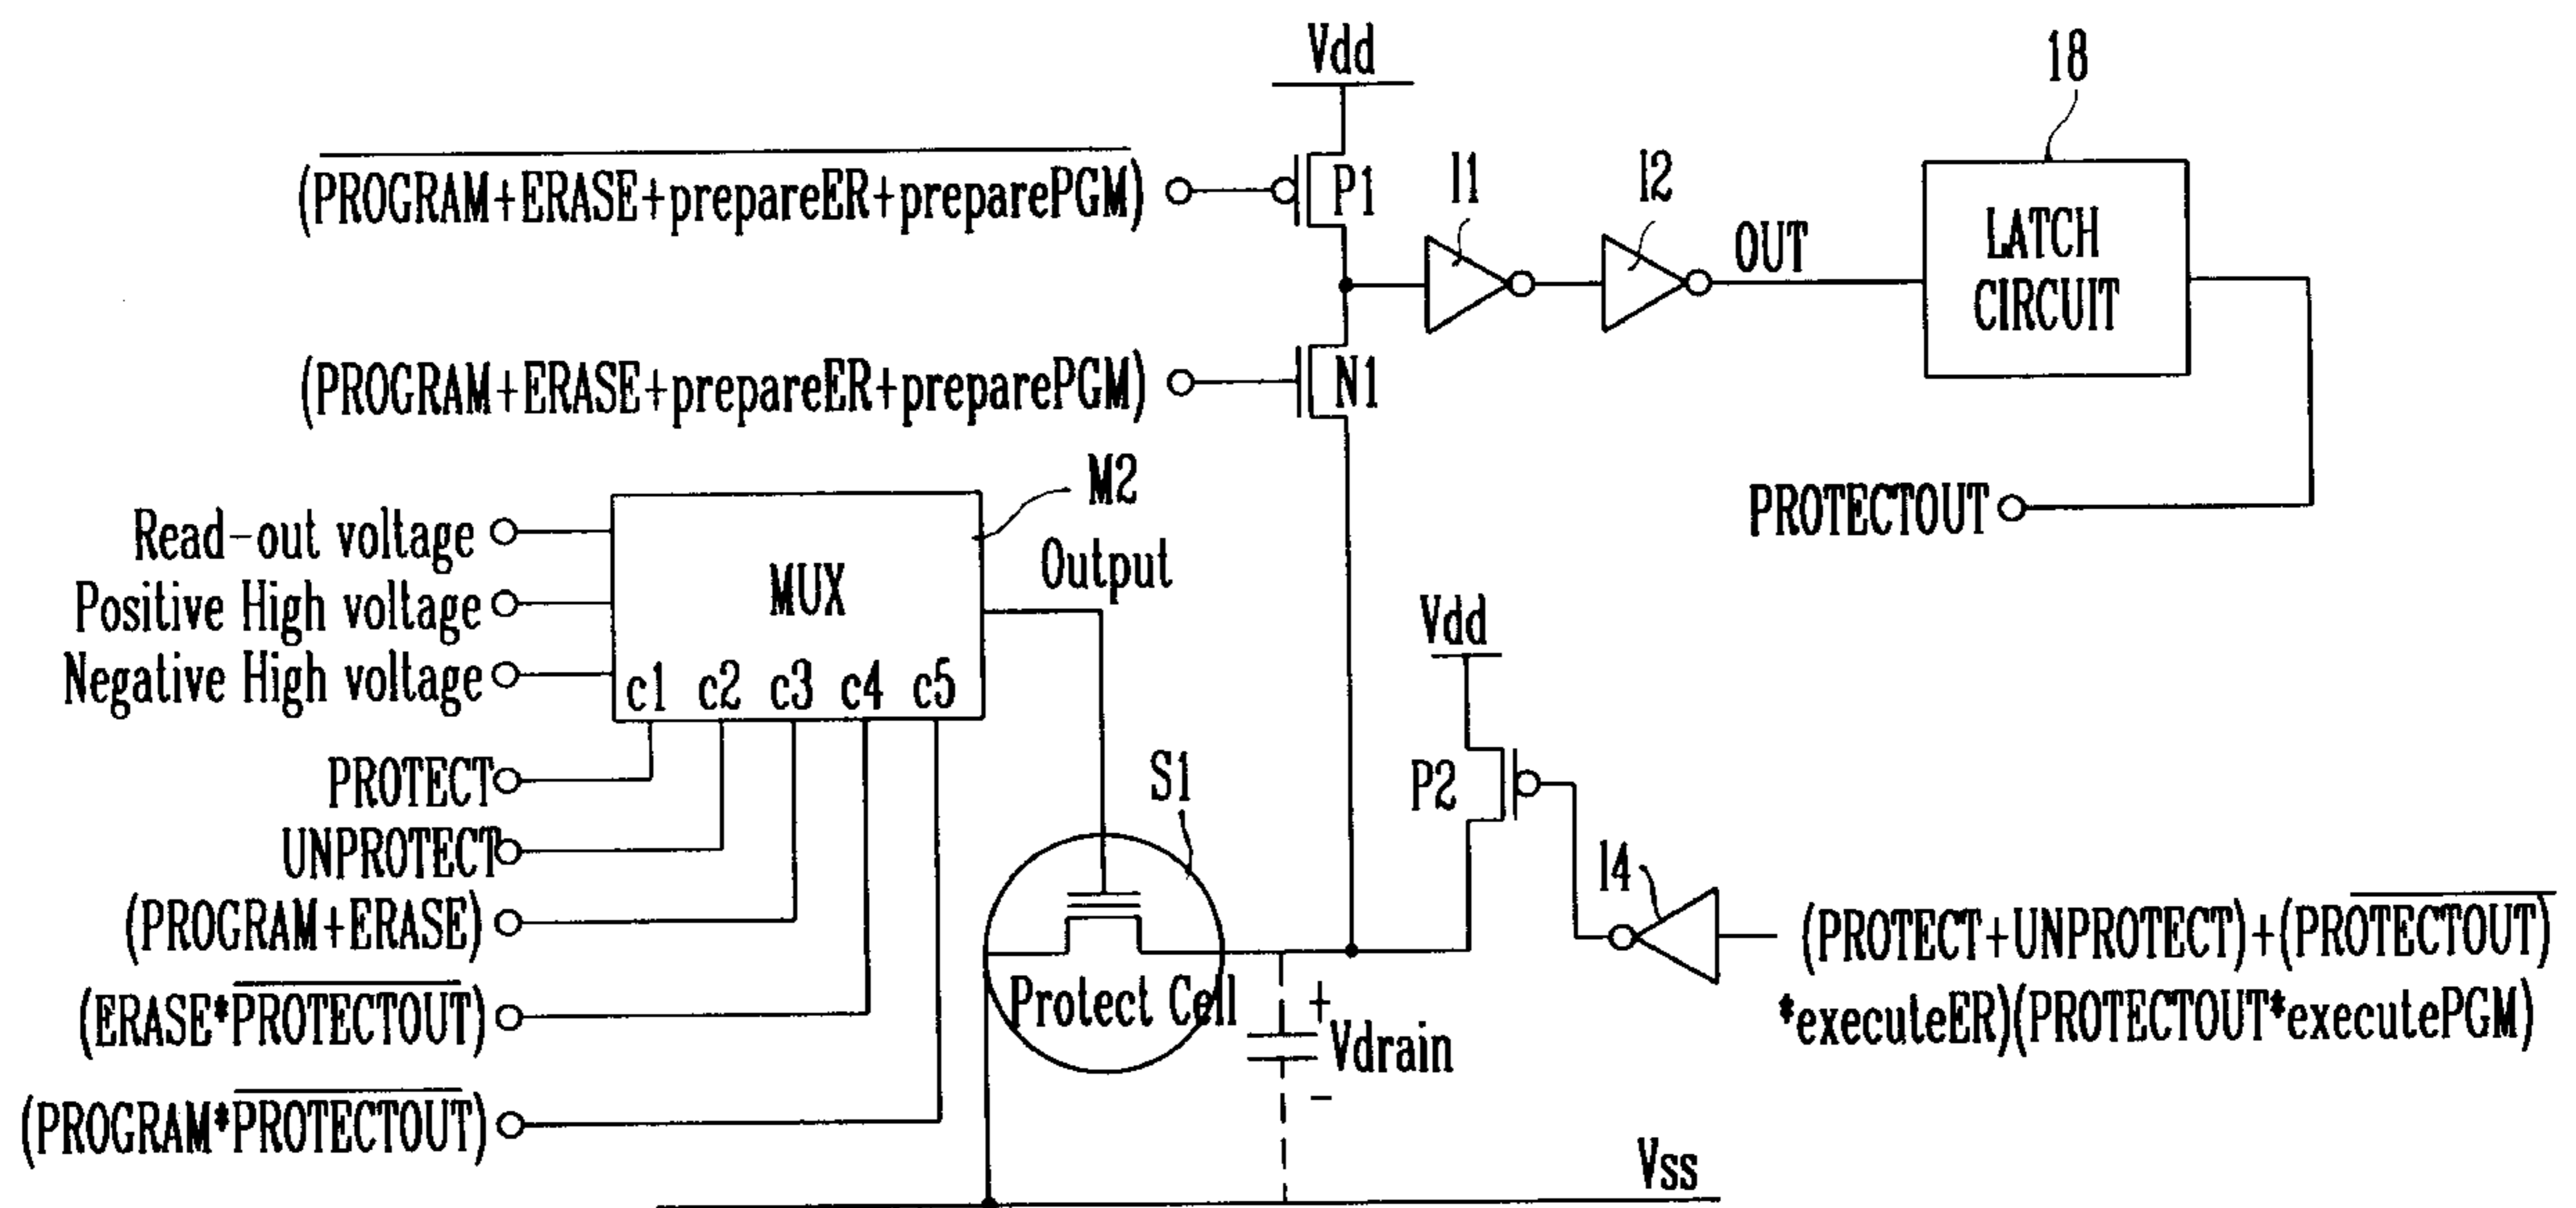 Vdd
18
(PROGRAM+ERASE+prepareER+preparePGM)
P1
I1
I2
OUT
LATCH
CIRCUIT
(PROGRAM+ERASE+prepareER+preparePGM)
N1
M2
PROTECTOUT
Read-out voltage
Positive High voltage
Negative High voltage
MUX
Output
c1 c2 c3 c4 c5
Vdd
P2
PROTECT
UNPROTECT
S1
I4
(PROGRAM+ERASE)
(PROTECT+UNPROTECT)+(PROTECTOUT)
*executeER)(PROTECTOUT*executePGM)
(ERASE*PROTECTOUT)
Protect Cell
+
Vdrain
-
(PROGRAM*PROTECTOUT)
Vss